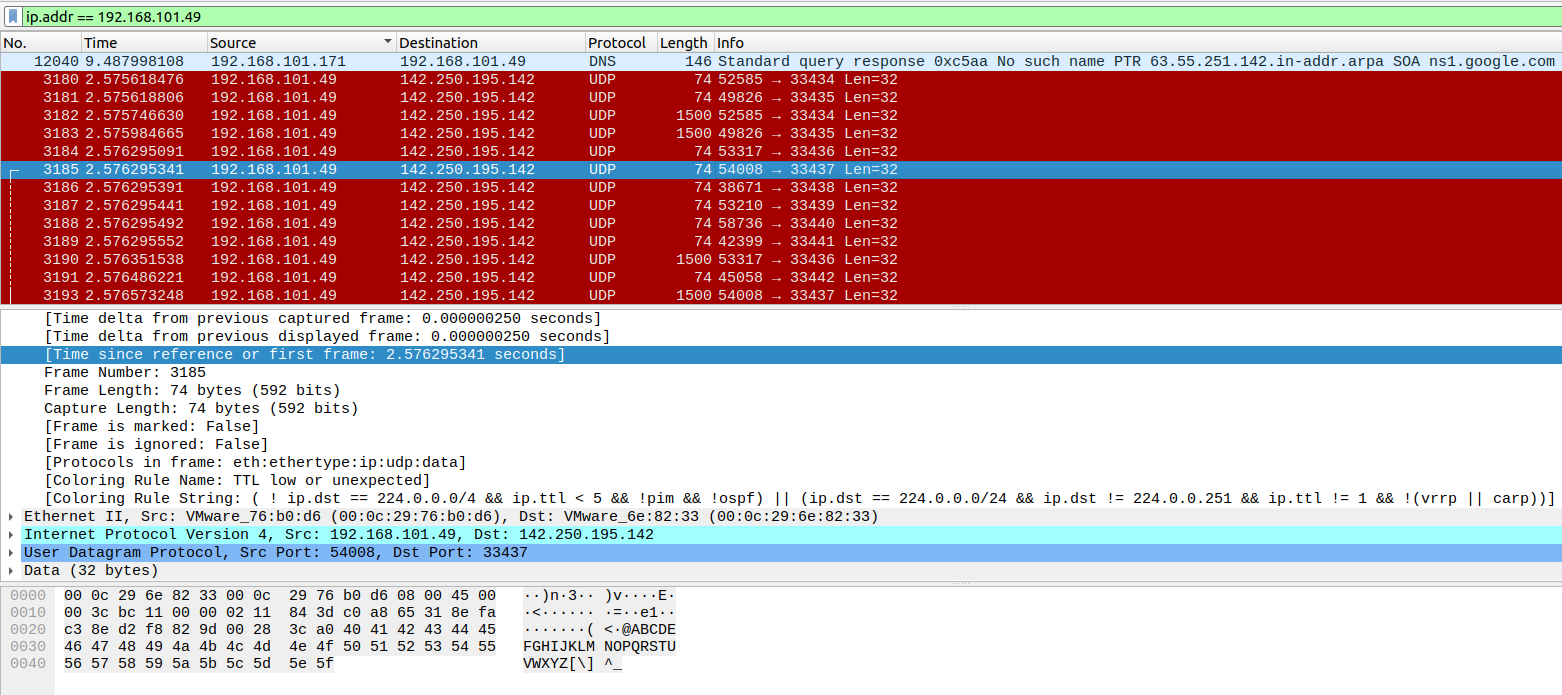 ip.addr == 192.168.101.49
No. Time Source Destination Protocol Length Info
12040 9.487998108 192.168.101.171 192.168.101.49 DNS 146 Standard query response 0xc5aa No such name PTR 63.55.251.142.in-addr.arpa SOA ns1.google.com
3180 2.575618476 192.168.101.49 142.250.195.142 UDP 74 52585 → 33434 Len=32
3181 2.575618806 192.168.101.49 142.250.195.142 UDP 74 49826 → 33435 Len=32
3182 2.575746630 192.168.101.49 142.250.195.142 UDP 1500 52585 → 33434 Len=32
3183 2.575984665 192.168.101.49 142.250.195.142 UDP 1500 49826 → 33435 Len=32
3184 2.576295091 192.168.101.49 142.250.195.142 UDP 74 53317 → 33436 Len=32
3185 2.576295341 192.168.101.49 142.250.195.142 UDP 74 54008 → 33437 Len=32
3186 2.576295391 192.168.101.49 142.250.195.142 UDP 74 38671 → 33438 Len=32
3187 2.576295441 192.168.101.49 142.250.195.142 UDP 74 53210 → 33439 Len=32
3188 2.576295492 192.168.101.49 142.250.195.142 UDP 74 58736 → 33440 Len=32
3189 2.576295552 192.168.101.49 142.250.195.142 UDP 74 42399 → 33441 Len=32
3190 2.576351538 192.168.101.49 142.250.195.142 UDP 1500 53317 → 33436 Len=32
3191 2.576486221 192.168.101.49 142.250.195.142 UDP 74 45058 → 33442 Len=32
3193 2.576573248 192.168.101.49 142.250.195.142 UDP 1500 54008 → 33437 Len=32
[Time delta from previous captured frame: 0.000000250 seconds]
[Time delta from previous displayed frame: 0.000000250 seconds]
[Time since reference or first frame: 2.576295341 seconds]
Frame Number: 3185
Frame Length: 74 bytes (592 bits)
Capture Length: 74 bytes (592 bits)
[Frame is marked: False]
[Frame is ignored: False]
[Protocols in frame: eth:ethertype:ip:udp:data]
[Coloring Rule Name: TTL low or unexpected]
[Coloring Rule String: ( ! ip.dst == 224.0.0.0/4 && ip.ttl < 5 && !pim && !ospf) || (ip.dst == 224.0.0.0/24 && ip.dst != 224.0.0.251 && ip.ttl != 1 && !(vrrp || carp))]
Ethernet II, Src: VMware_76:b0:d6 (00:0c:29:76:b0:d6), Dst: VMware_6e:82:33 (00:0c:29:6e:82:33)
Internet Protocol Version 4, Src: 192.168.101.49, Dst: 142.250.195.142
User Datagram Protocol, Src Port: 54008, Dst Port: 33437
Data (32 bytes)
0000 00 0c 29 6e 82 33 00 0c 29 76 b0 d6 08 00 45 00 ··)n·3·· )v····E·
0010 00 3c bc 11 00 00 02 11 84 3d c0 a8 65 31 8e fa ·<······ ·=··e1··
0020 c3 8e d2 f8 82 9d 00 28 3c a0 40 41 42 43 44 45 ·······( <·@ABCDE
0030 46 47 48 49 4a 4b 4c 4d 4e 4f 50 51 52 53 54 55 FGHIJKLM NOPQRSTU
0040 56 57 58 59 5a 5b 5c 5d 5e 5f VWXYZ[\] ^_